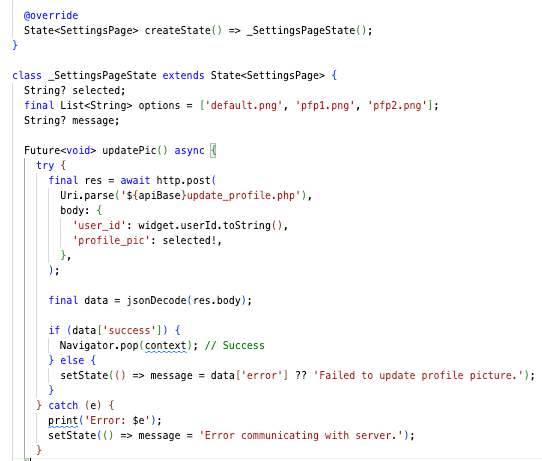 @override
State<SettingsPage> createState() => _SettingsPageState();
}
class _SettingsPageState extends State<SettingsPage> {
String? selected;
final List<String> options = ['default.png', 'pfp1.png', 'pfp2.png'];
String? message;
Future<void> updatePic() async {
try {
final res = await http.post(
Uri.parse('${apiBase}update_profile.php'),
body: {
'user_id': widget.userId.toString(),
'profile_pic': selected!,
},
);
final data = jsonDecode(res.body);
if (data['success']) {
Navigator.pop(context); // Success
} else {
setState(() => message = data['error'] ?? 'Failed to update profile picture.');
}
} catch (e) {
print('Error: $e');
setState(() => message = 'Error communicating with server.');
}